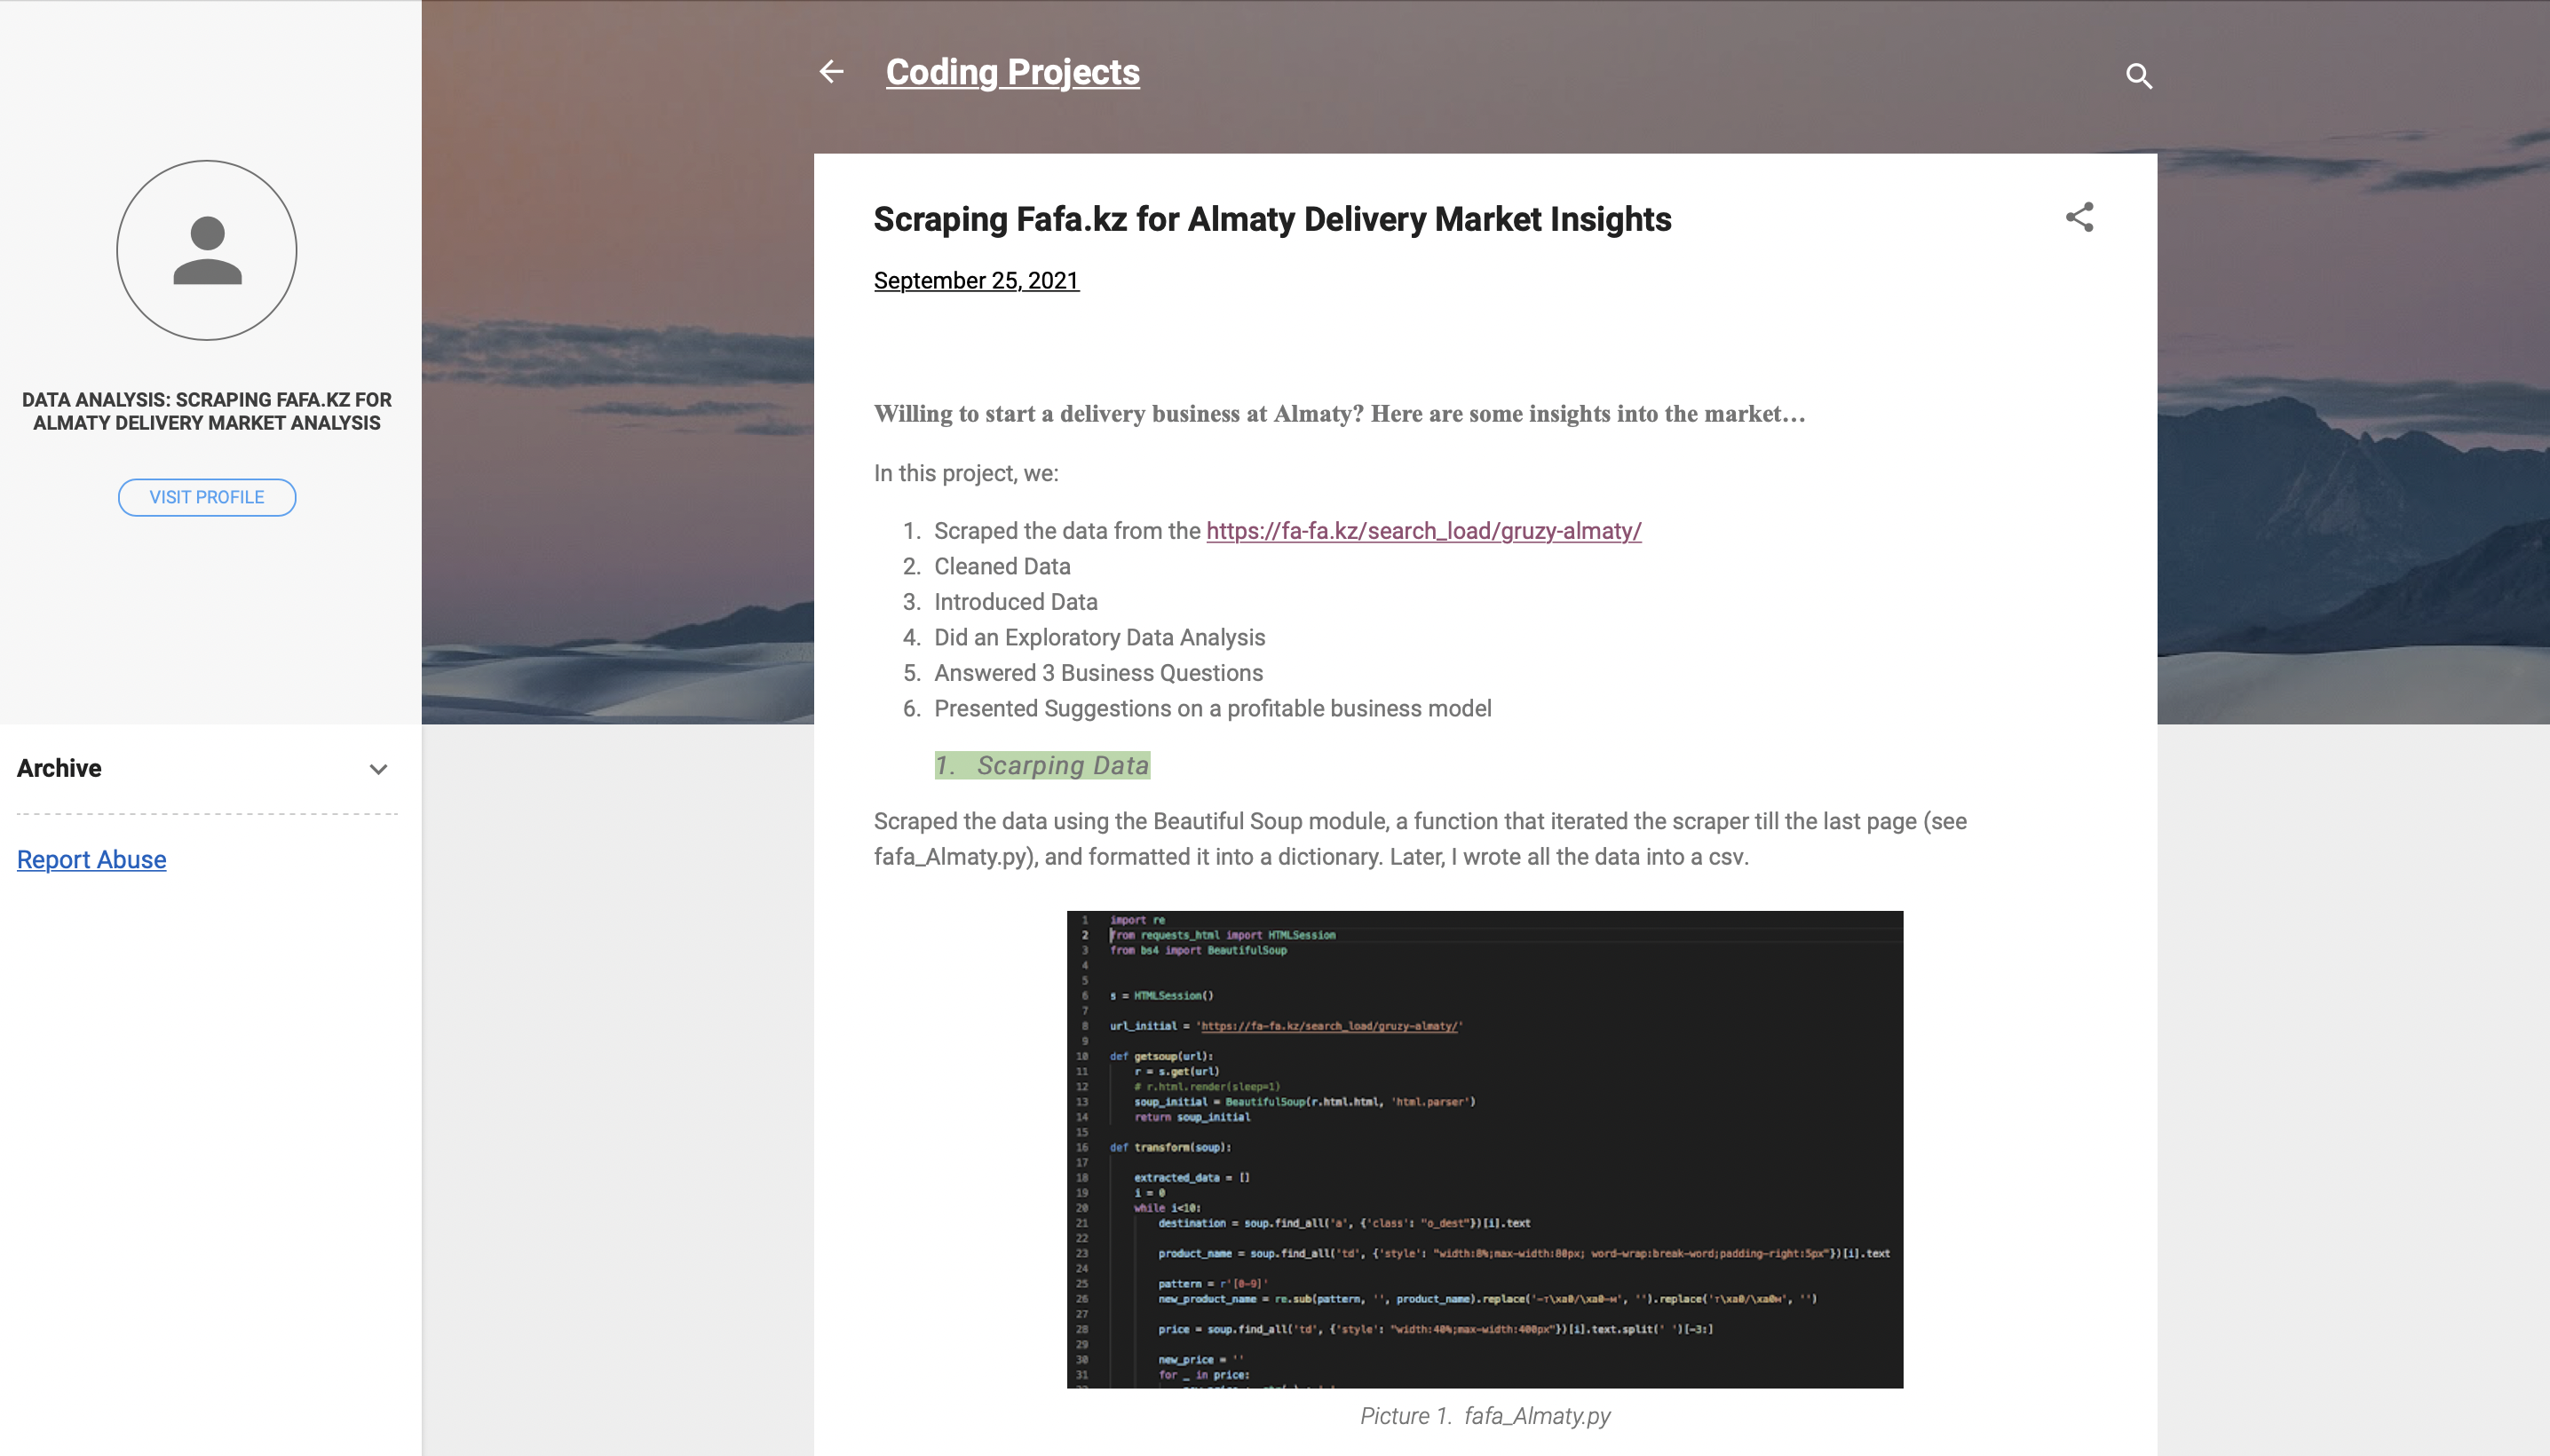 Coding Projects
DATA ANALYSIS: SCRAPING FAFA.KZ FOR
ALMATY DELIVERY MARKET ANALYSIS
VISIT PROFILE
Archive
Report Abuse
Scraping Fafa.kz for Almaty Delivery Market Insights
September 25, 2021
Willing to start a delivery business at Almaty? Here are some insights into the market…
In this project, we:
1. Scraped the data from the https://fa-fa.kz/search_load/gruzy-almaty/
2. Cleaned Data
3. Introduced Data
4. Did an Exploratory Data Analysis
5. Answered 3 Business Questions
6. Presented Suggestions on a profitable business model
1. Scarping Data
Scraped the data using the Beautiful Soup module, a function that iterated the scraper till the last page (see
fafa_Almaty.py), and formatted it into a dictionary. Later, I wrote all the data into a csv.
1 import re
2 from requests_html import HTMLSession
3 from bs4 import BeautifulSoup
4
5
6 s = HTMLSession()
7
8 url_initial = 'https://fa-fa.kz/search_load/gruzy-almaty/'
9
10 def getsoup(url):
11 r = s.get(url)
12 # r.html.render(sleep=1)
13 soup_initial = BeautifulSoup(r.html.html, 'html.parser')
14 return soup_initial
15
16 def transform(soup):
17
18 extracted_data = []
19 i = 0
20 while i<10:
21 destination = soup.find_all('a', {'class': "o_dest"})[i].text
22
23 product_name = soup.find_all('td', {'style': "width:8%;max-width:80px; word-wrap:break-word;padding-right:5px"})[i].text
24
25 pattern = r'[0-9]'
26 new_product_name = re.sub(pattern, '', product_name).replace('-т\xa0/\xa0-м', '').replace('т\xa0/\xa0м', '')
27
28 price = soup.find_all('td', {'style': "width:40%;max-width:400px"})[i].text.split(' ')[-3:]
29
30 new_price = ''
31 for _ in price:
Picture 1. fafa_Almaty.py